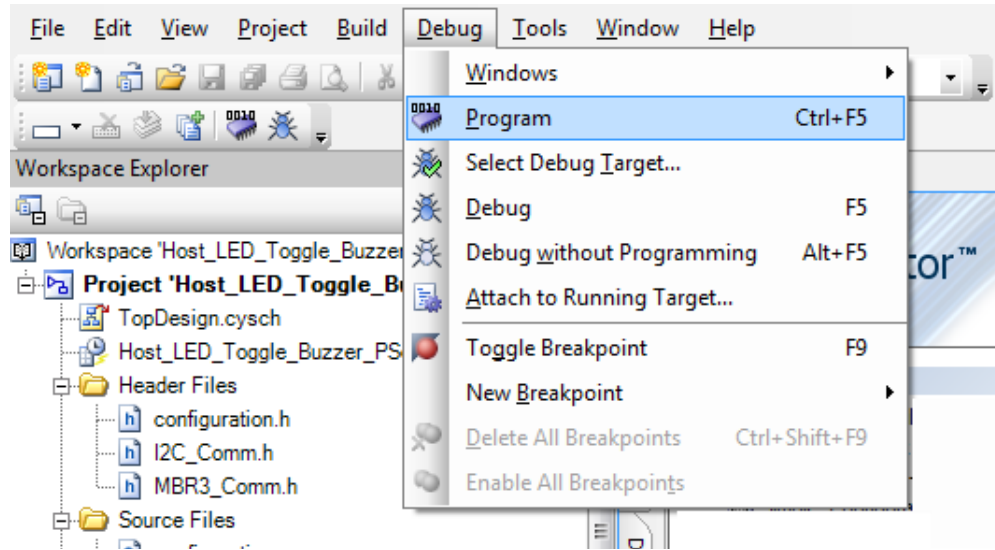 File Edit View Project Build Debug Tools Window Help
Windows
Program Ctrl+F5
Select Debug Target...
Debug F5
Debug without Programming Alt+F5
Attach to Running Target...
Toggle Breakpoint F9
New Breakpoint
Delete All Breakpoints Ctrl+Shift+F9
Enable All Breakpoints
Workspace Explorer
Workspace 'Host_LED_Toggle_Buzzer
Project 'Host_LED_Toggle_B
TopDesign.cysch
Host_LED_Toggle_Buzzer_PS
Header Files
configuration.h
I2C_Comm.h
MBR3_Comm.h
Source Files
tor™